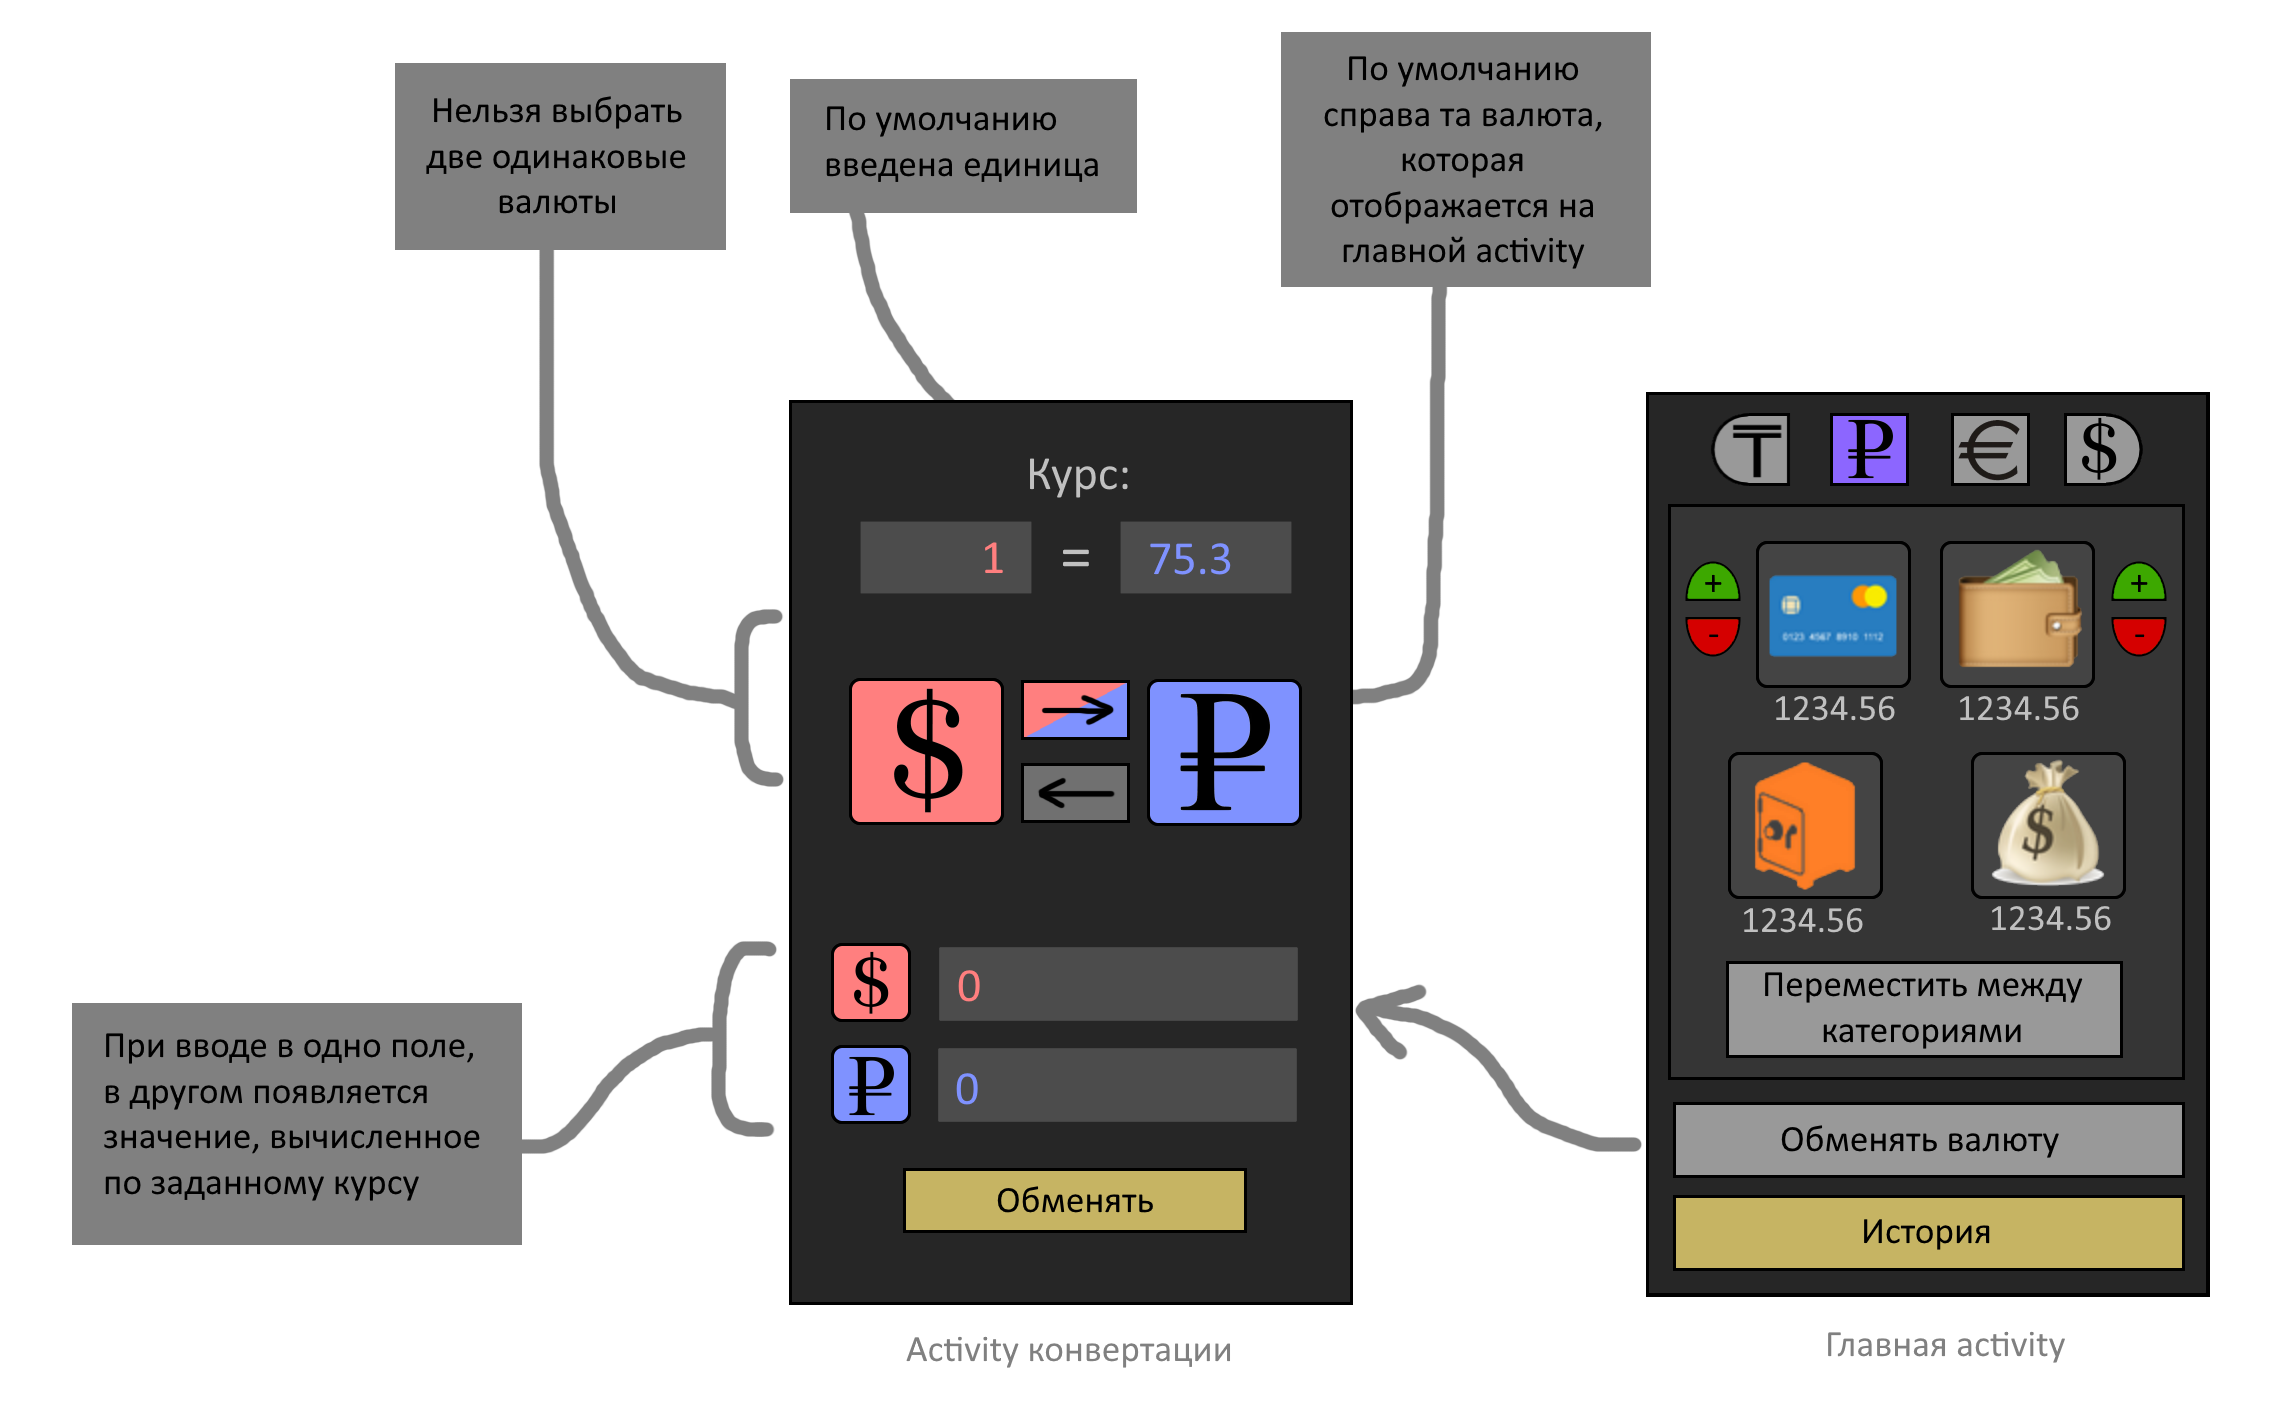 Нельзя выбрать
две одинаковые
валюты
По умолчанию
введена единица
По умолчанию
справа та валюта,
которая
отображается на
главной activity
Курс:
1 = 75.3
$ → ₽
←
$ 0
₽ 0
Обменять
Activity конвертации
При вводе в одно поле,
в другом появляется
значение, вычисленное
по заданному курсу
₸ ₽ € $
+ +
- -
0123 4567 8910 1112
1234.56 1234.56
$
1234.56 1234.56
Переместить между
категориями
Обменять валюту
История
Главная activity